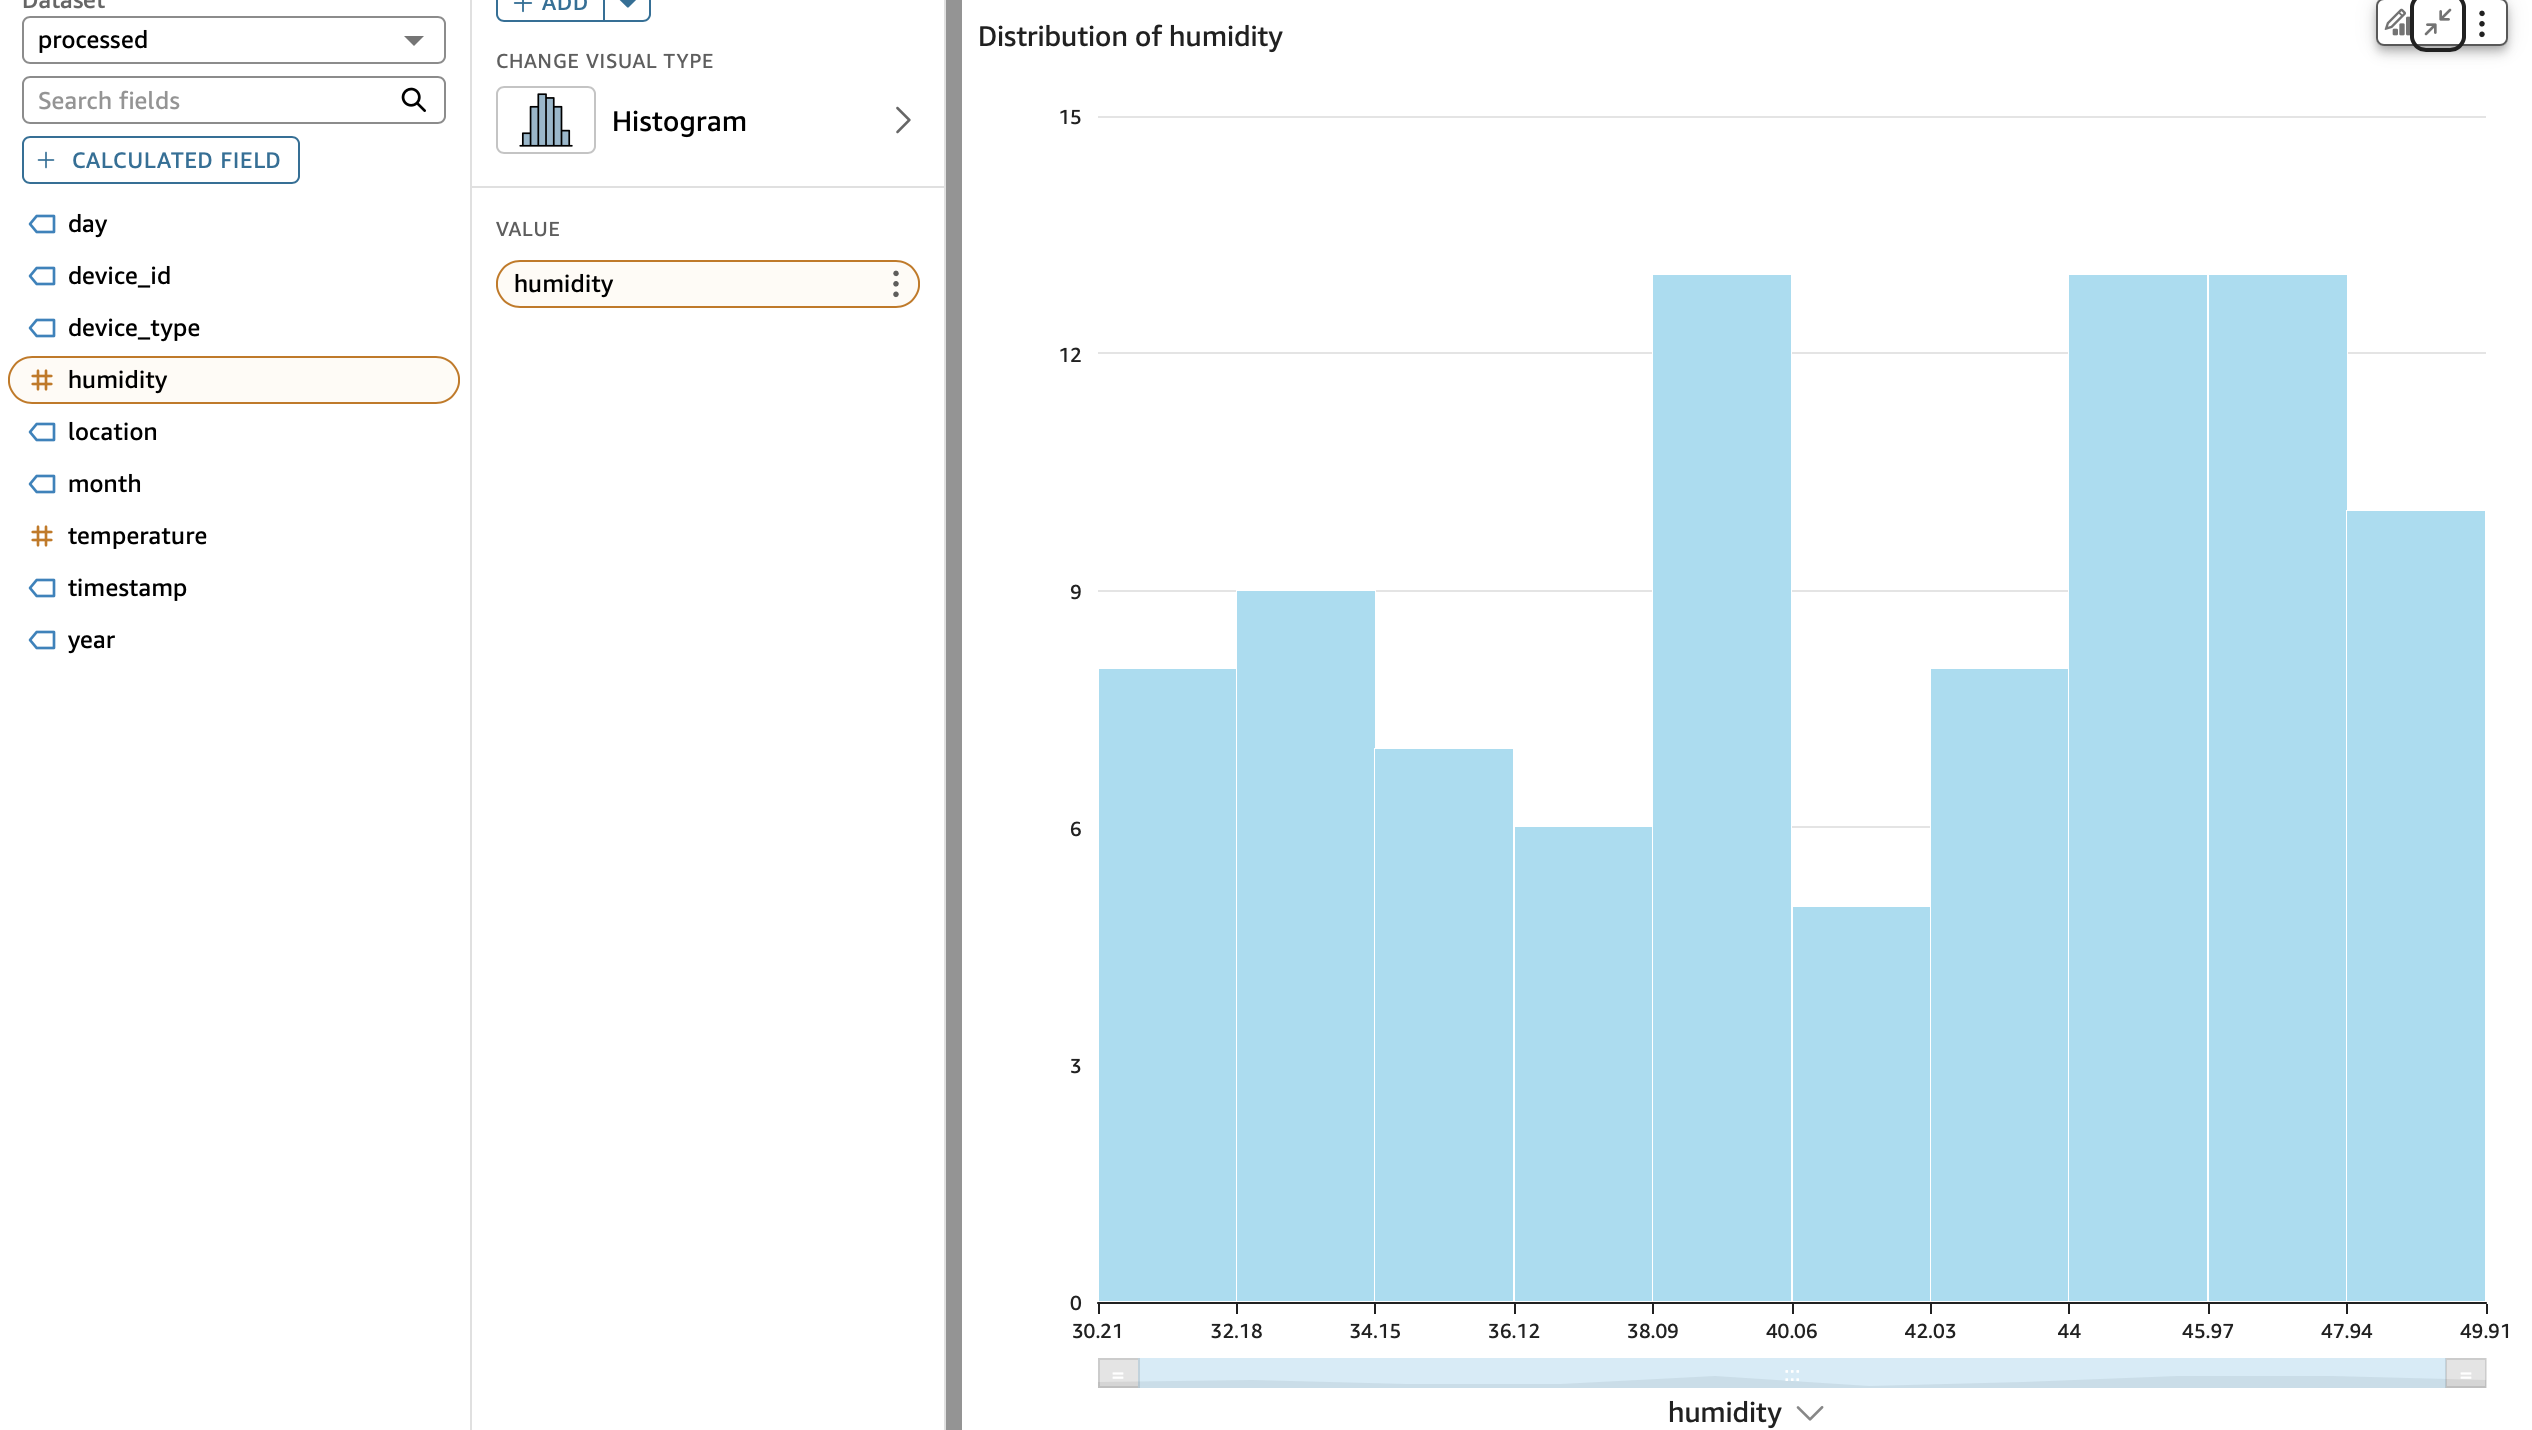 Dataset
processed
Search fields
+ CALCULATED FIELD
day
device_id
device_type
humidity
location
month
temperature
timestamp
year
+ ADD
CHANGE VISUAL TYPE
Histogram
VALUE
humidity
Distribution of humidity
15
12
9
6
3
0
30.21 32.18 34.15 36.12 38.09 40.06 42.03 44 45.97 47.94 49.91
humidity